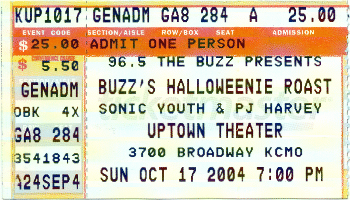 KUP1017 GENADM GA8 284 A 25.00
EVENT CODE SECTION/AISLE ROW/BOX SEAT ADMISSION
$ 25.00 ADMIT ONE PERSON
$ 5.50 96.5 THE BUZZ PRESENTS
GENADM BUZZ'S HALLOWEENIE ROAST
OBK 4X SONIC YOUTH & PJ HARVEY
GA8 284 UPTOWN THEATER
3541843 3700 BROADWAY KCMO
A24SEP4 SUN OCT 17 2004 7:00 PM